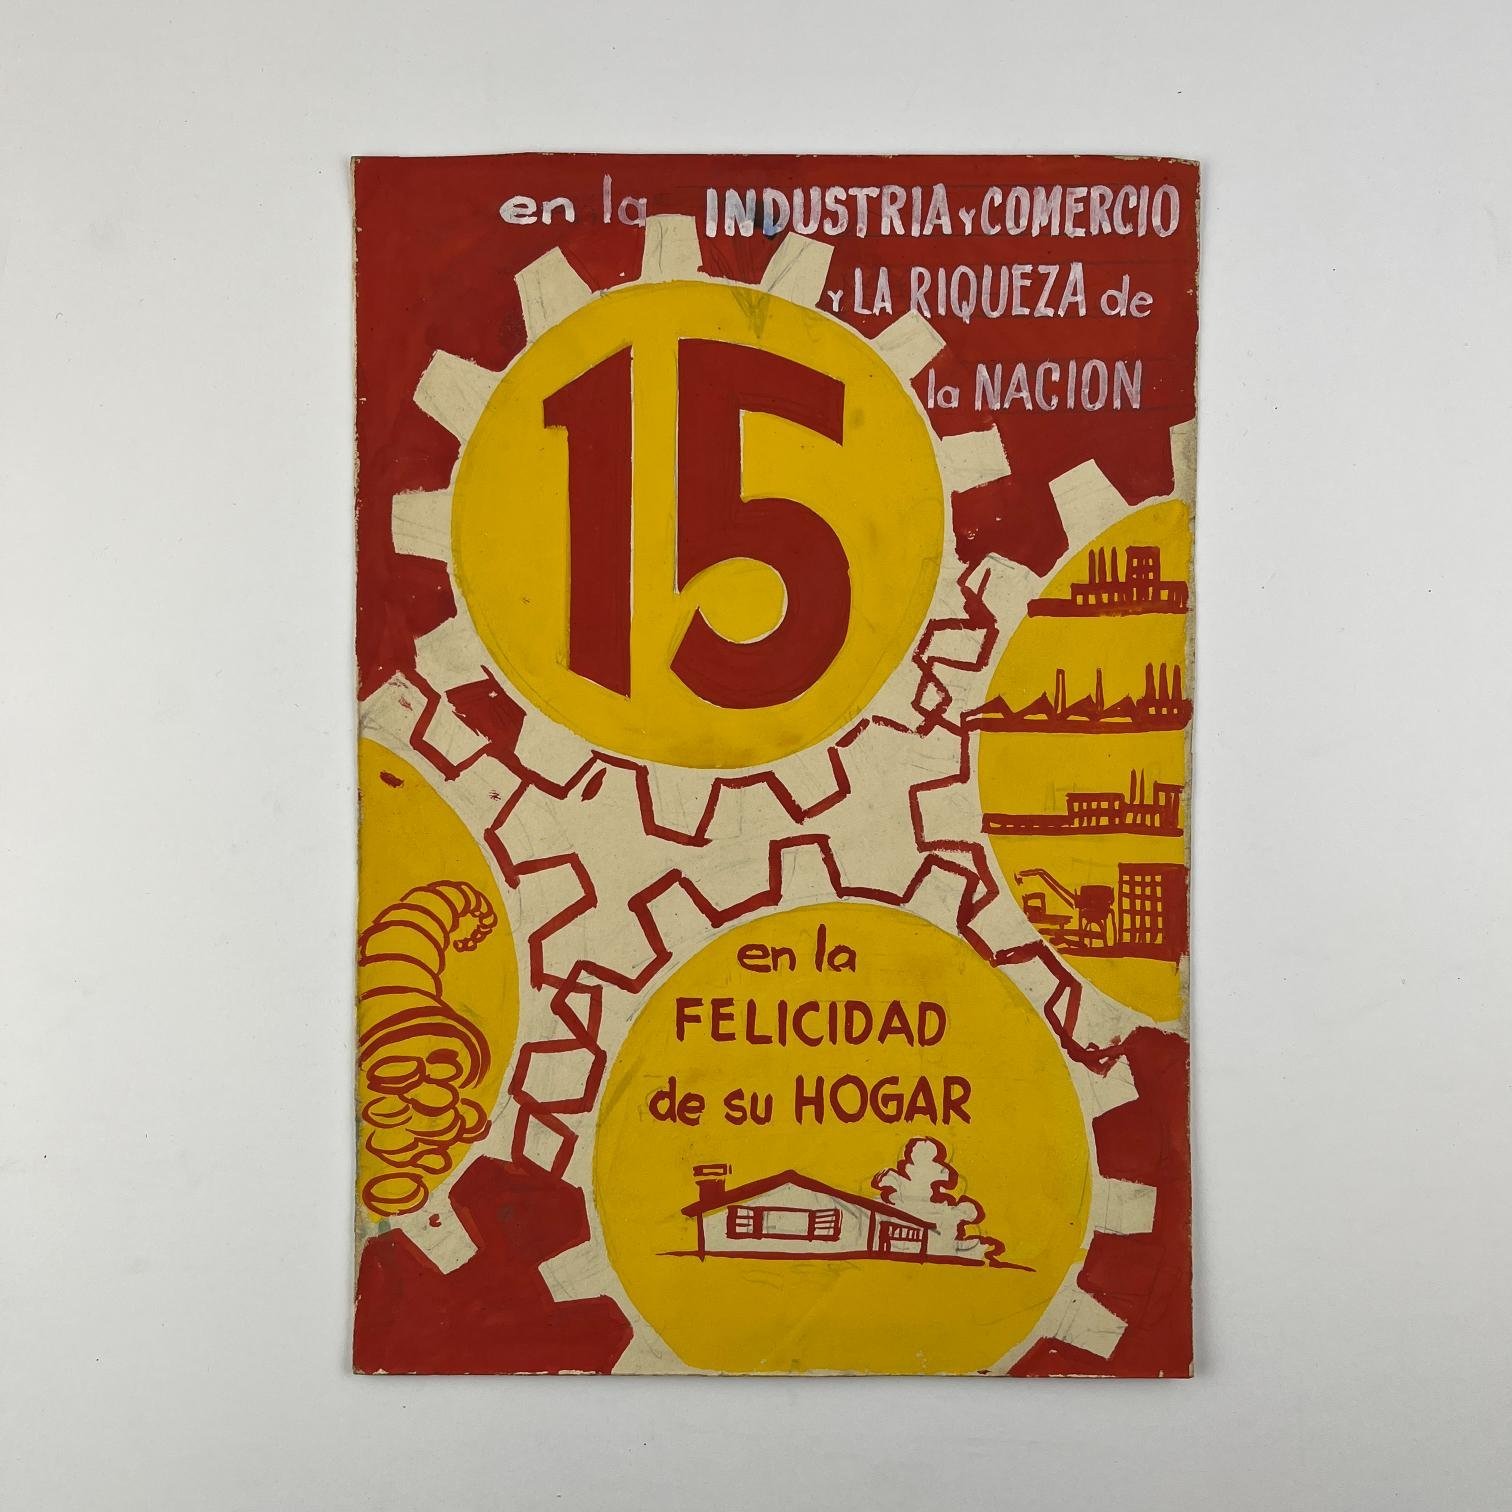 en la INDUSTRIA Y COMERCIO
Y LA RIQUEZA de
la NACION
15
en la
FELICIDAD
de su HOGAR